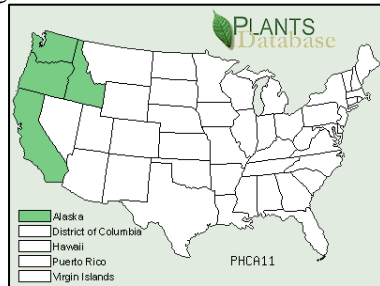 PLANTS
Database
Alaska
District of Columbia
Hawaii
Puerto Rico
Virgin Islands
PHCA11